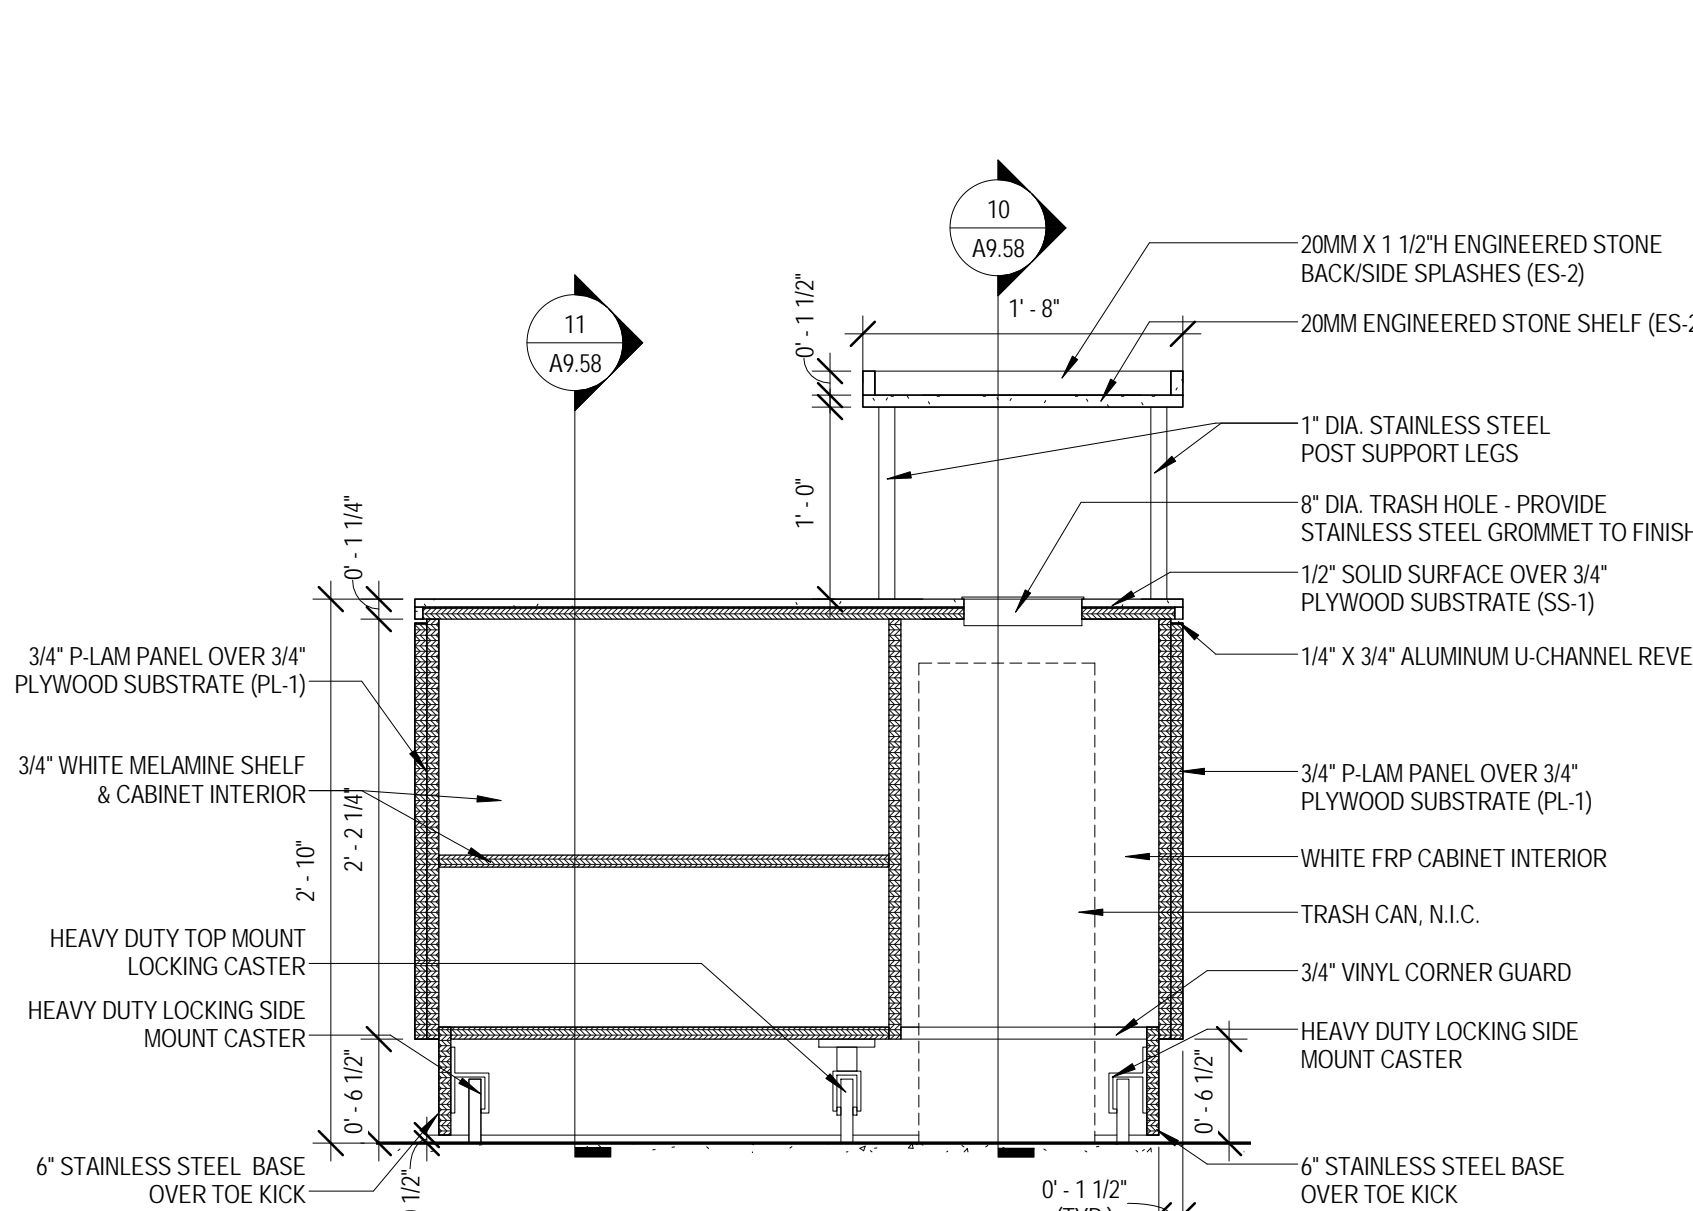 10
A9.58
11
A9.58
20MM X 1 1/2"H ENGINEERED STONE
BACK/SIDE SPLASHES (ES-2)
1' - 8"
0' - 1 1/2"
20MM ENGINEERED STONE SHELF (ES-2
1" DIA. STAINLESS STEEL
POST SUPPORT LEGS
1' - 0"
8" DIA. TRASH HOLE - PROVIDE
STAINLESS STEEL GROMMET TO FINISH
0' - 1 1/4"
1/2" SOLID SURFACE OVER 3/4"
PLYWOOD SUBSTRATE (SS-1)
1/4" X 3/4" ALUMINUM U-CHANNEL REVE
3/4" P-LAM PANEL OVER 3/4"
PLYWOOD SUBSTRATE (PL-1)
3/4" WHITE MELAMINE SHELF
& CABINET INTERIOR
2' - 2 1/4"
2' - 10"
3/4" P-LAM PANEL OVER 3/4"
PLYWOOD SUBSTRATE (PL-1)
WHITE FRP CABINET INTERIOR
TRASH CAN, N.I.C.
HEAVY DUTY TOP MOUNT
LOCKING CASTER
3/4" VINYL CORNER GUARD
HEAVY DUTY LOCKING SIDE
MOUNT CASTER
HEAVY DUTY LOCKING SIDE
MOUNT CASTER
0' - 6 1/2"
0' - 6 1/2"
6" STAINLESS STEEL BASE
OVER TOE KICK
1/2"
0' - 1 1/2"
(TYP.)
6" STAINLESS STEEL BASE
OVER TOE KICK